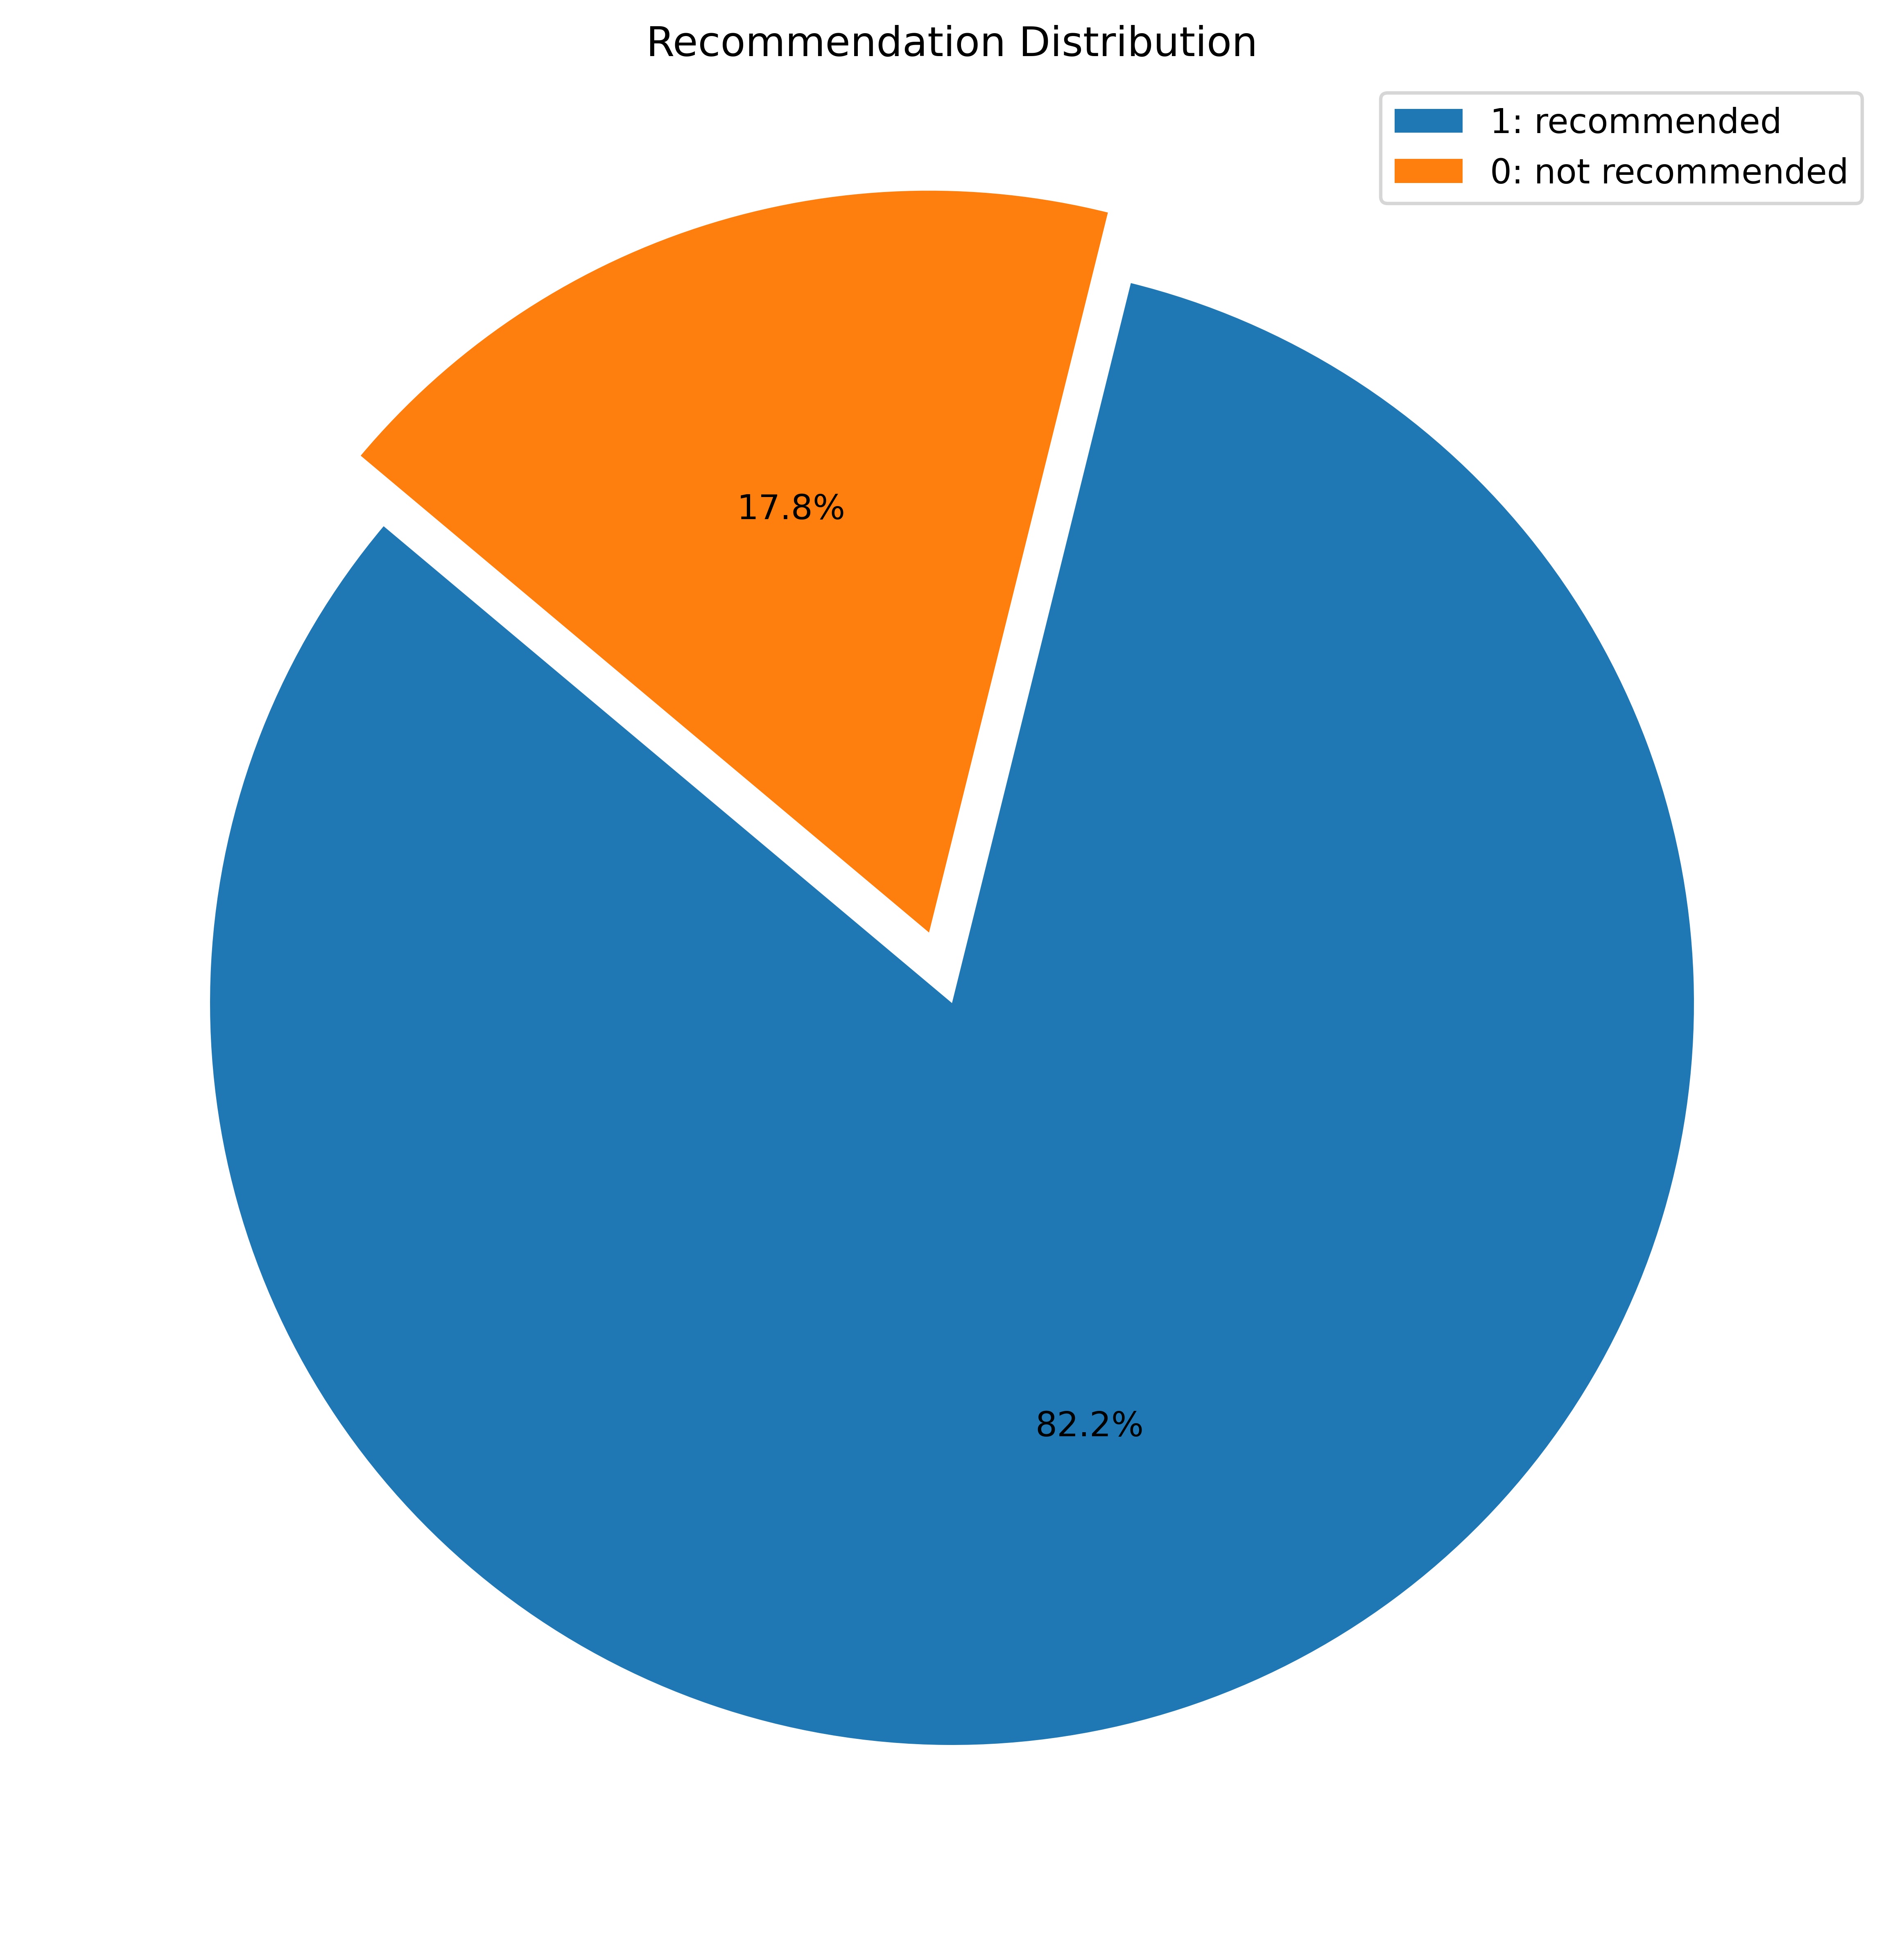 Recommendation Distribution
1: recommended
0: not recommended
17.8%
82.2%